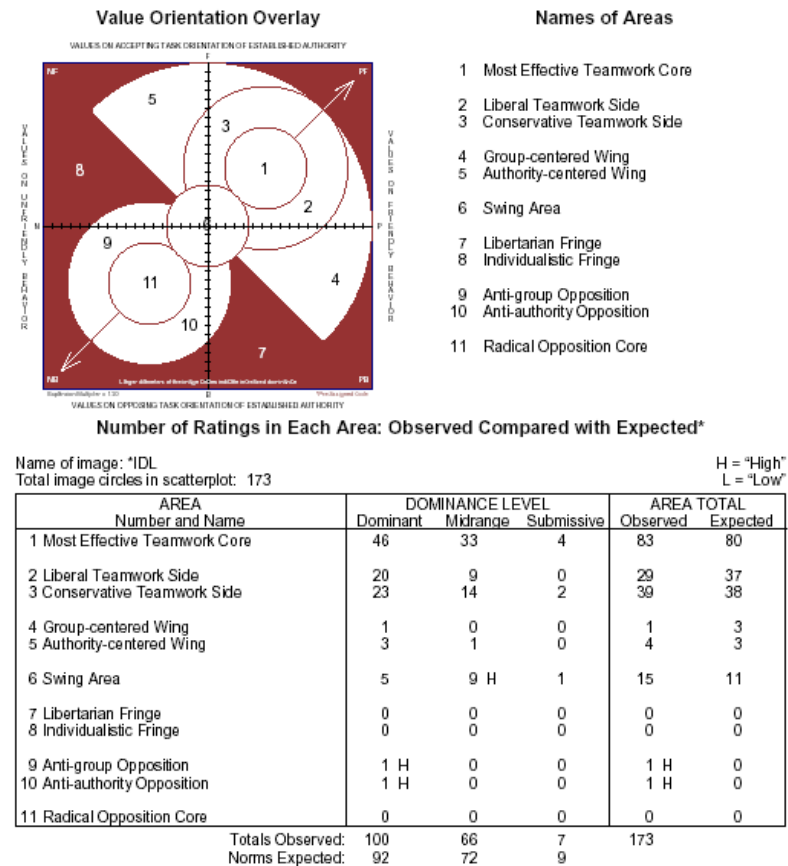 Value Orientation Overlay
Names of Areas
VALUES ON ACCEPTING TASK ORIENTATION OF ESTABLISHED AUTHORITY
F
NF
PF
5
3
1
8
2
VALUES ON UNFRIENDLY BEHAVIOR
N
P
VALUES ON FRIENDLY BEHAVIOR
9
11
4
10
7
NB
PB
B
VALUES ON OPPOSING TASK ORIENTATION OF ESTABLISHED AUTHORITY
1 Most Effective Teamwork Core
2 Liberal Teamwork Side
3 Conservative Teamwork Side
4 Group-centered Wing
5 Authority-centered Wing
6 Swing Area
7 Libertarian Fringe
8 Individualistic Fringe
9 Anti-group Opposition
10 Anti-authority Opposition
11 Radical Opposition Core
Number of Ratings in Each Area: Observed Compared with Expected*
Name of image: *IDL H = "High"
Total image circles in scatterplot: 173 L = "Low"
AREA DOMINANCE LEVEL AREA TOTAL
Number and Name Dominant Midrange Submissive Observed Expected
1 Most Effective Teamwork Core 46 33 4 83 80
2 Liberal Teamwork Side 20 9 0 29 37
3 Conservative Teamwork Side 23 14 2 39 38
4 Group-centered Wing 1 0 0 1 3
5 Authority-centered Wing 3 1 0 4 3
6 Swing Area 5 9 H 1 15 11
7 Libertarian Fringe 0 0 0 0 0
8 Individualistic Fringe 0 0 0 0 0
9 Anti-group Opposition 1 H 0 0 1 H 0
10 Anti-authority Opposition 1 H 0 0 1 H 0
11 Radical Opposition Core 0 0 0 0 0
Totals Observed: 100 66 7 173
Norms Expected: 92 72 9